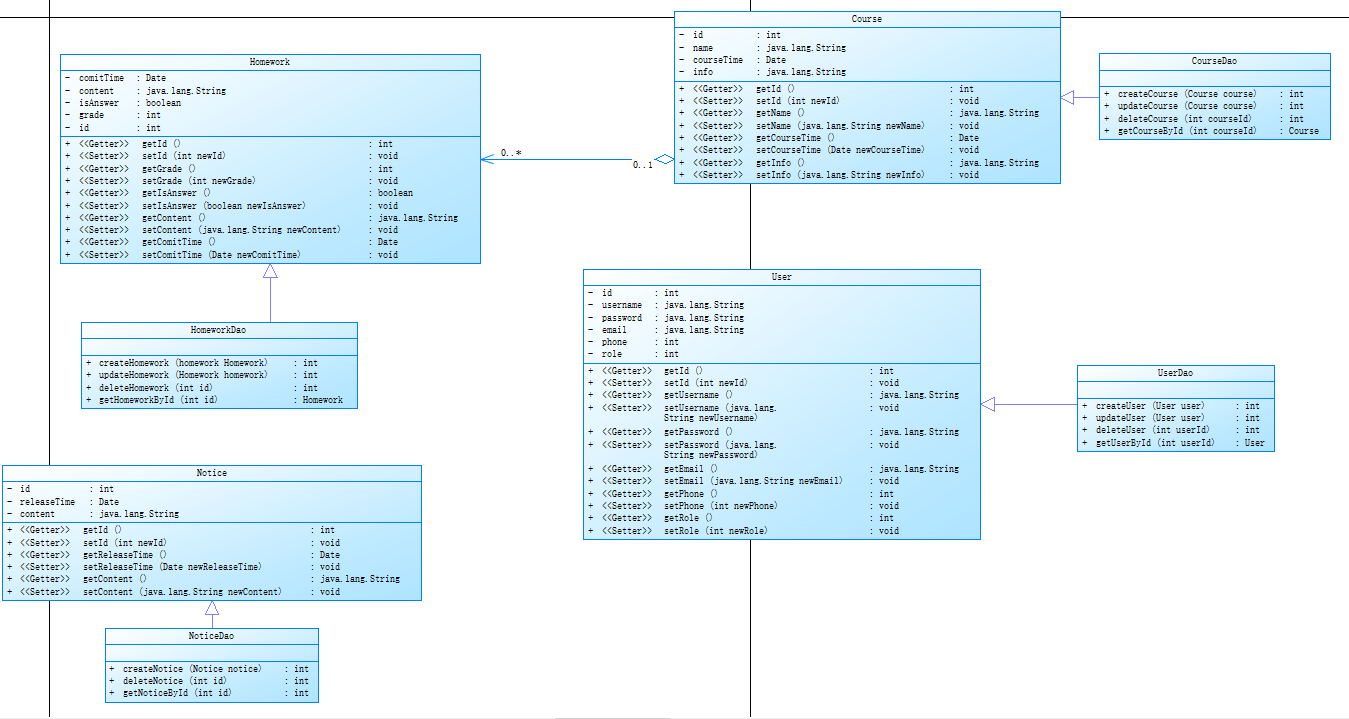 Course
- id : int
- name : java.lang.String
- courseTime : Date
- info : java.lang.String
+ <<Getter>> getId () : int
+ <<Setter>> setId (int newId) : void
+ <<Getter>> getName () : java.lang.String
+ <<Setter>> setName (java.lang.String newName) : void
+ <<Getter>> getCourseTime () : Date
+ <<Setter>> setCourseTime (Date newCourseTime) : void
+ <<Getter>> getInfo () : java.lang.String
+ <<Setter>> setInfo (java.lang.String newInfo) : void
CourseDao
+ createCourse (Course course) : int
+ updateCourse (Course course) : int
+ deleteCourse (int courseId) : int
+ getCourseById (int courseId) : Course
Homework
- comitTime : Date
- content : java.lang.String
- isAnswer : boolean
- grade : int
- id : int
+ <<Getter>> getId () : int
+ <<Setter>> setId (int newId) : void
+ <<Getter>> getGrade () : int
+ <<Setter>> setGrade (int newGrade) : void
+ <<Getter>> getIsAnswer () : boolean
+ <<Setter>> setIsAnswer (boolean newIsAnswer) : void
+ <<Getter>> getContent () : java.lang.String
+ <<Setter>> setContent (java.lang.String newContent) : void
+ <<Getter>> getComitTime () : Date
+ <<Setter>> setComitTime (Date newComitTime) : void
0..*
0..1
HomeworkDao
+ createHomework (homework Homework) : int
+ updateHomework (Homework homework) : int
+ deleteHomework (int id) : int
+ getHomeworkById (int id) : Homework
User
- id : int
- username : java.lang.String
- password : java.lang.String
- email : java.lang.String
- phone : int
- role : int
+ <<Getter>> getId () : int
+ <<Setter>> setId (int newId) : void
+ <<Getter>> getUsername () : java.lang.String
+ <<Setter>> setUsername (java.lang. : void
String newUsername)
+ <<Getter>> getPassword () : java.lang.String
+ <<Setter>> setPassword (java.lang. : void
String newPassword)
+ <<Getter>> getEmail () : java.lang.String
+ <<Setter>> setEmail (java.lang.String newEmail) : void
+ <<Getter>> getPhone () : int
+ <<Setter>> setPhone (int newPhone) : void
+ <<Getter>> getRole () : int
+ <<Setter>> setRole (int newRole) : void
UserDao
+ createUser (User user) : int
+ updateUser (User user) : int
+ deleteUser (int userId) : int
+ getUserById (int userId) : User
Notice
- id : int
- releaseTime : Date
- content : java.lang.String
+ <<Getter>> getId () : int
+ <<Setter>> setId (int newId) : void
+ <<Getter>> getReleaseTime () : Date
+ <<Setter>> setReleaseTime (Date newReleaseTime) : void
+ <<Getter>> getContent () : java.lang.String
+ <<Setter>> setContent (java.lang.String newContent) : void
NoticeDao
+ createNotice (Notice notice) : int
+ deleteNotice (int id) : int
+ getNoticeById (int id) : int